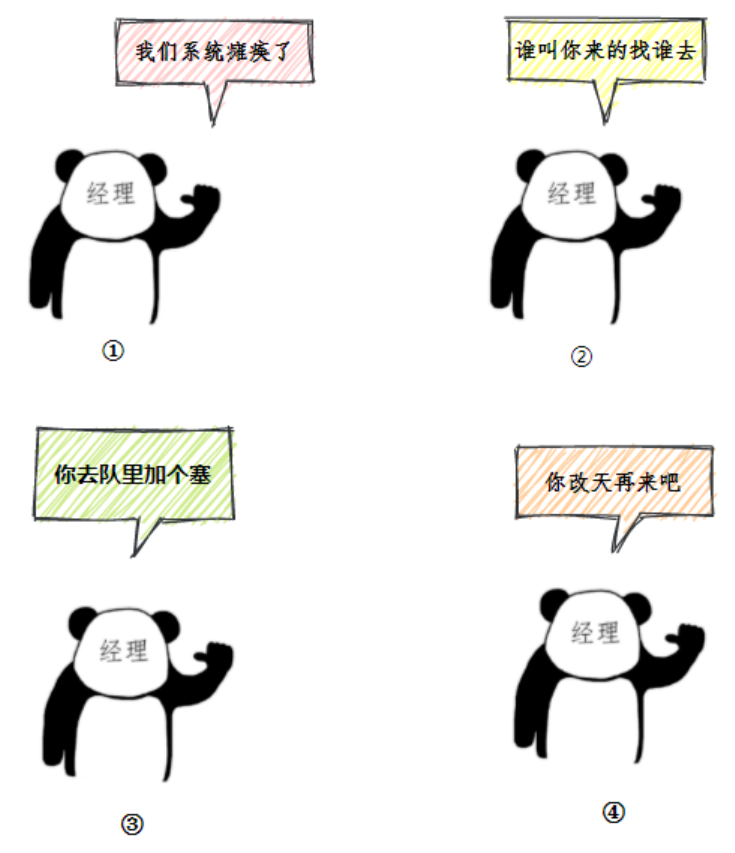 我们系统瘫痪了
谁叫你来的找谁去
经理
经理
①
②
你去队里加个塞
你改天再来吧
经理
经理
③
④